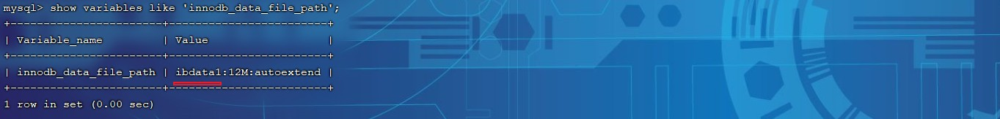 mysql> show variables like 'innodb_data_file_path';
+-----------------------+------------------------+
| Variable_name         | Value                  |
+-----------------------+------------------------+
| innodb_data_file_path | ibdata1:12M:autoextend |
+-----------------------+------------------------+
1 row in set (0.00 sec)